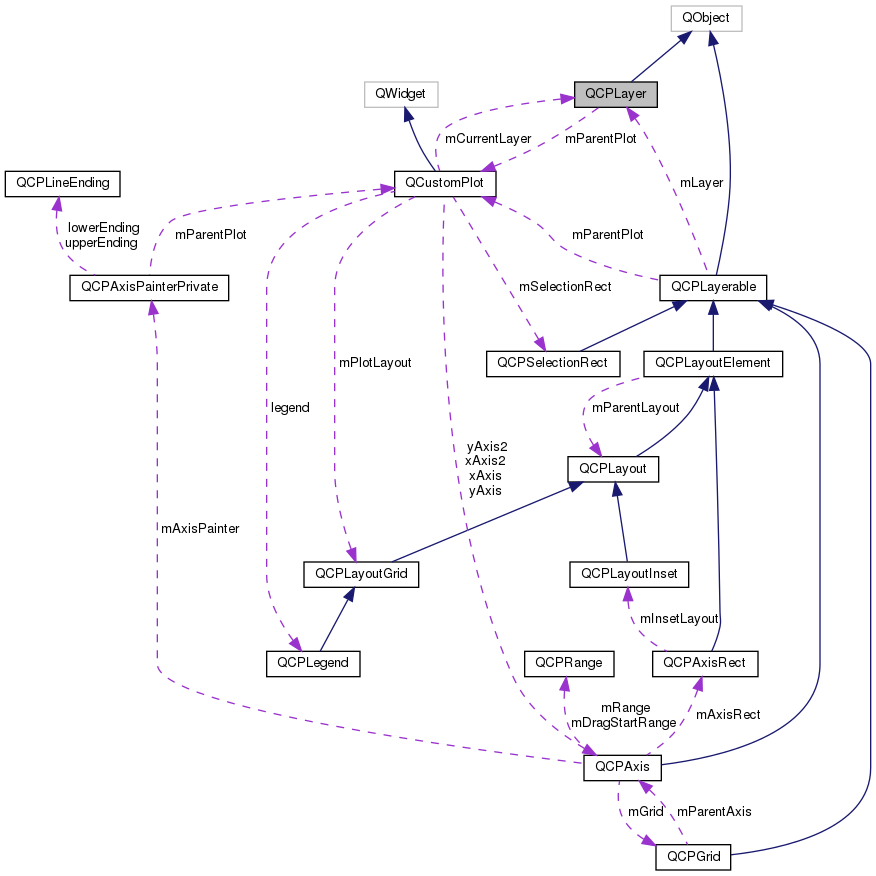 QObject
QCPLayer
QWidget
mCurrentLayer
mParentPlot
QCPLineEnding
QCustomPlot
mLayer
lowerEnding
upperEnding
mParentPlot
mParentPlot
QCPAxisPainterPrivate
mSelectionRect
QCPLayerable
mPlotLayout
QCPSelectionRect
QCPLayoutElement
legend
mParentLayout
yAxis2
xAxis2
xAxis
yAxis
QCPLayout
mAxisPainter
QCPLayoutGrid
QCPLayoutInset
mInsetLayout
QCPLegend
QCPRange
QCPAxisRect
mRange
mDragStartRange
mAxisRect
QCPAxis
mGrid
mParentAxis
QCPGrid